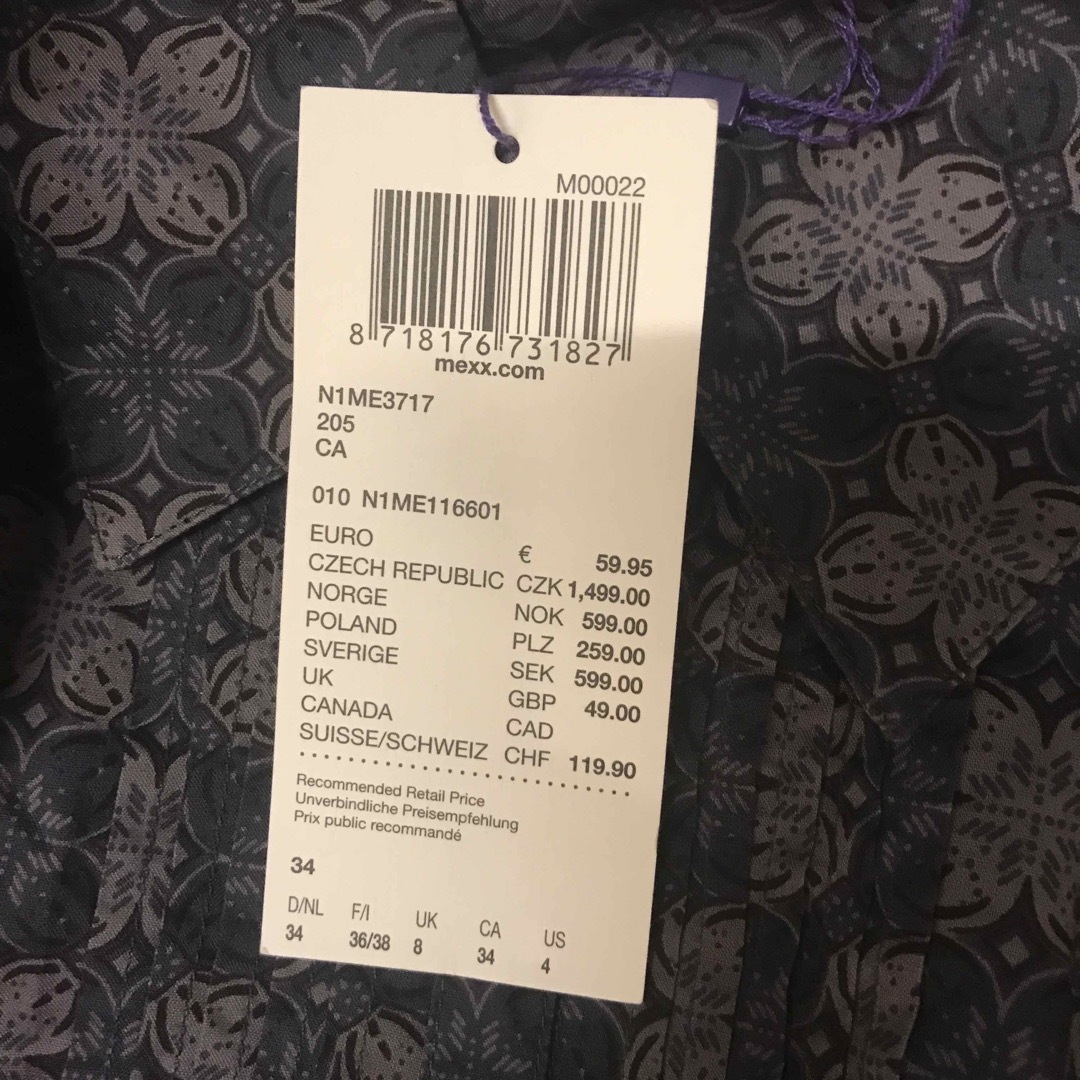 M00022
8 718176 731827
mexx.com
N1ME3717
205
CA
010 N1ME116601
EURO € 59.95
CZECH REPUBLIC CZK 1,499.00
NORGE NOK 599.00
POLAND PLZ 259.00
SVERIGE SEK 599.00
UK GBP 49.00
CANADA CAD
SUISSE/SCHWEIZ CHF 119.90
Recommended Retail Price
Unverbindliche Preisempfehlung
Prix public recommandé
34
D/NL F/I UK CA US
34 36/38 8 34 4